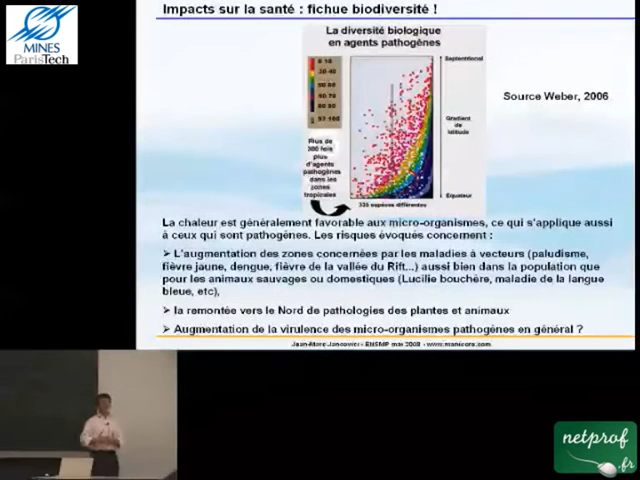 Impacts sur la santé : fichue biodiversité !
MINES
ParisTech
La diversité biologique
en agents pathogènes
Septentrional
Source Weber, 2006
Gradient
de
latitude
Plus de
300 fois
plus
d'agents
pathogènes
dans les
zones
tropicales
Equateur
335 espèces différentes
La chaleur est généralement favorable aux micro-organismes, ce qui s'applique aussi
à ceux qui sont pathogènes. Les risques évoqués concernent :
➢ L'augmentation des zones concernées par les maladies à vecteurs (paludisme,
fièvre jaune, dengue, fièvre de la vallée du Rift...) aussi bien dans la population que
pour les animaux sauvages ou domestiques (Lucilie bouchère, maladie de la langue
bleue, etc),
➢ la remontée vers le Nord de pathologies des plantes et animaux
➢ Augmentation de la virulence des micro-organismes pathogènes en général ?
Jean-Marc Jancovici - ENSMP mai 2008 - www.manicore.com
netprof
.fr